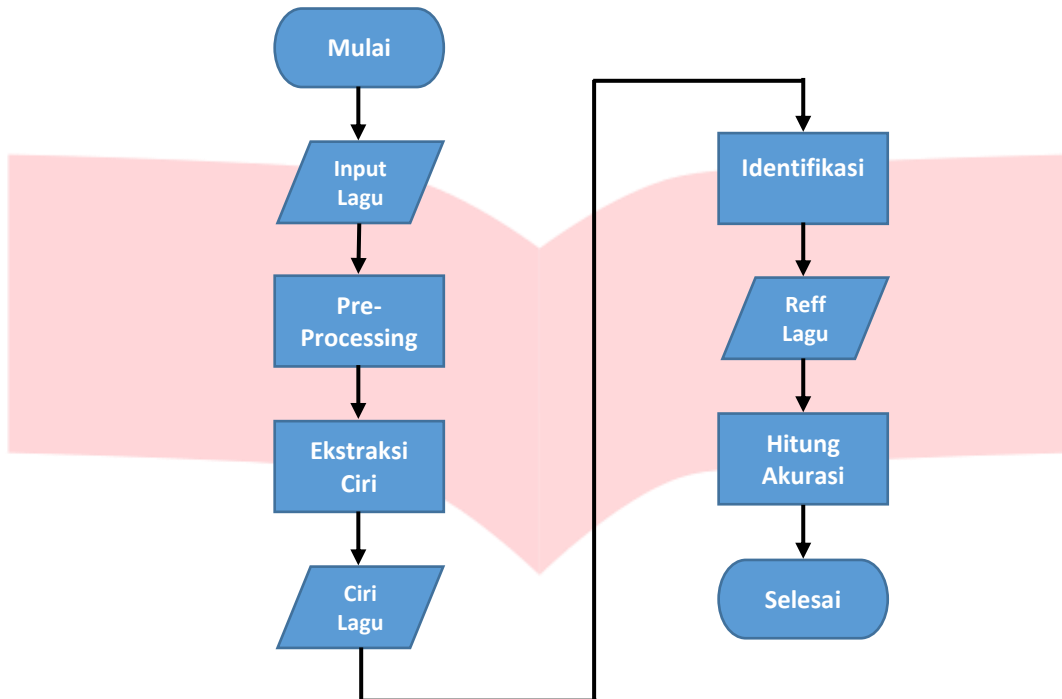 Mulai
Input
Lagu
Pre-
Processing
Ekstraksi
Ciri
Ciri
Lagu
Identifikasi
Reff
Lagu
Hitung
Akurasi
Selesai